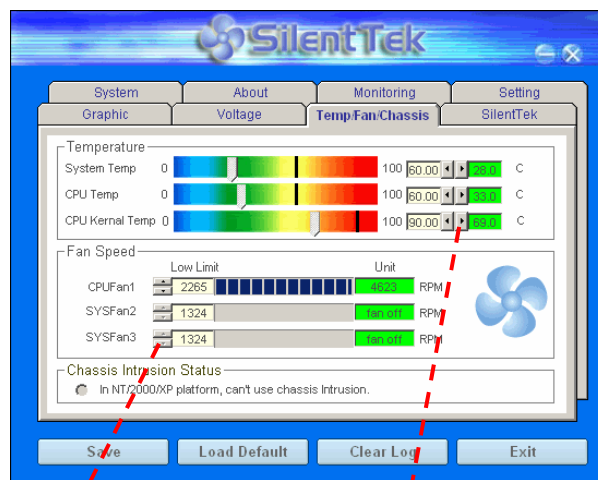 SilentTek
System About Monitoring Setting
Graphic Voltage Temp/Fan/Chassis SilentTek
Temperature
System Temp 0 100 60.00 28.0 C
CPU Temp 0 100 60.00 33.0 C
CPU Kernal Temp 0 100 90.00 69.0 C
Fan Speed
Low Limit Unit
CPUFan1 2265 4623 RPM
SYSFan2 1324 fan off RPM
SYSFan3 1324 fan off RPM
Chassis Intrusion Status
In NT/2000/XP platform, can't use chassis Intrusion.
Save Load Default Clear Log Exit